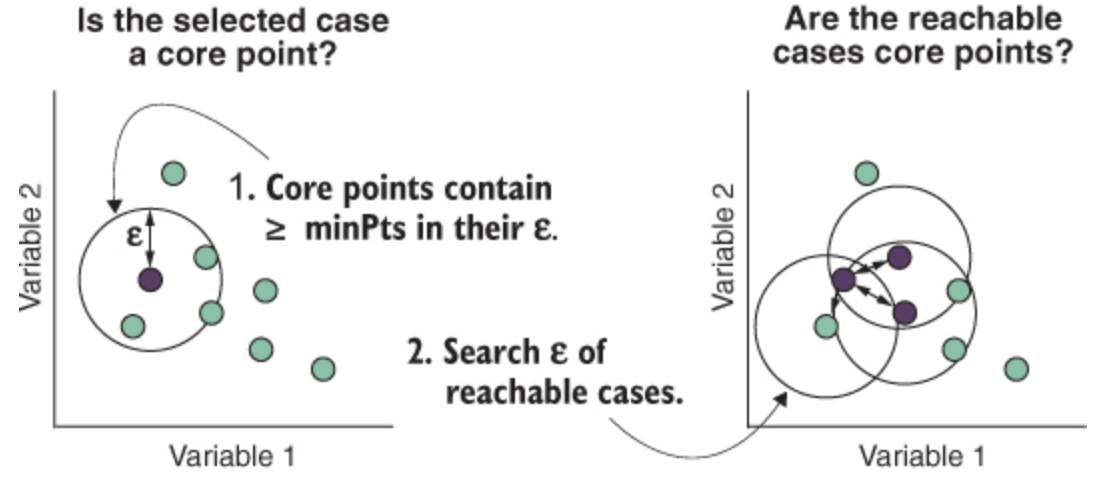 Is the selected case
a core point?
Variable 2
ε
1. Core points contain
≥ minPts in their ε.
Variable 1
2. Search ε of
reachable cases.
Are the reachable
cases core points?
Variable 2
Variable 1